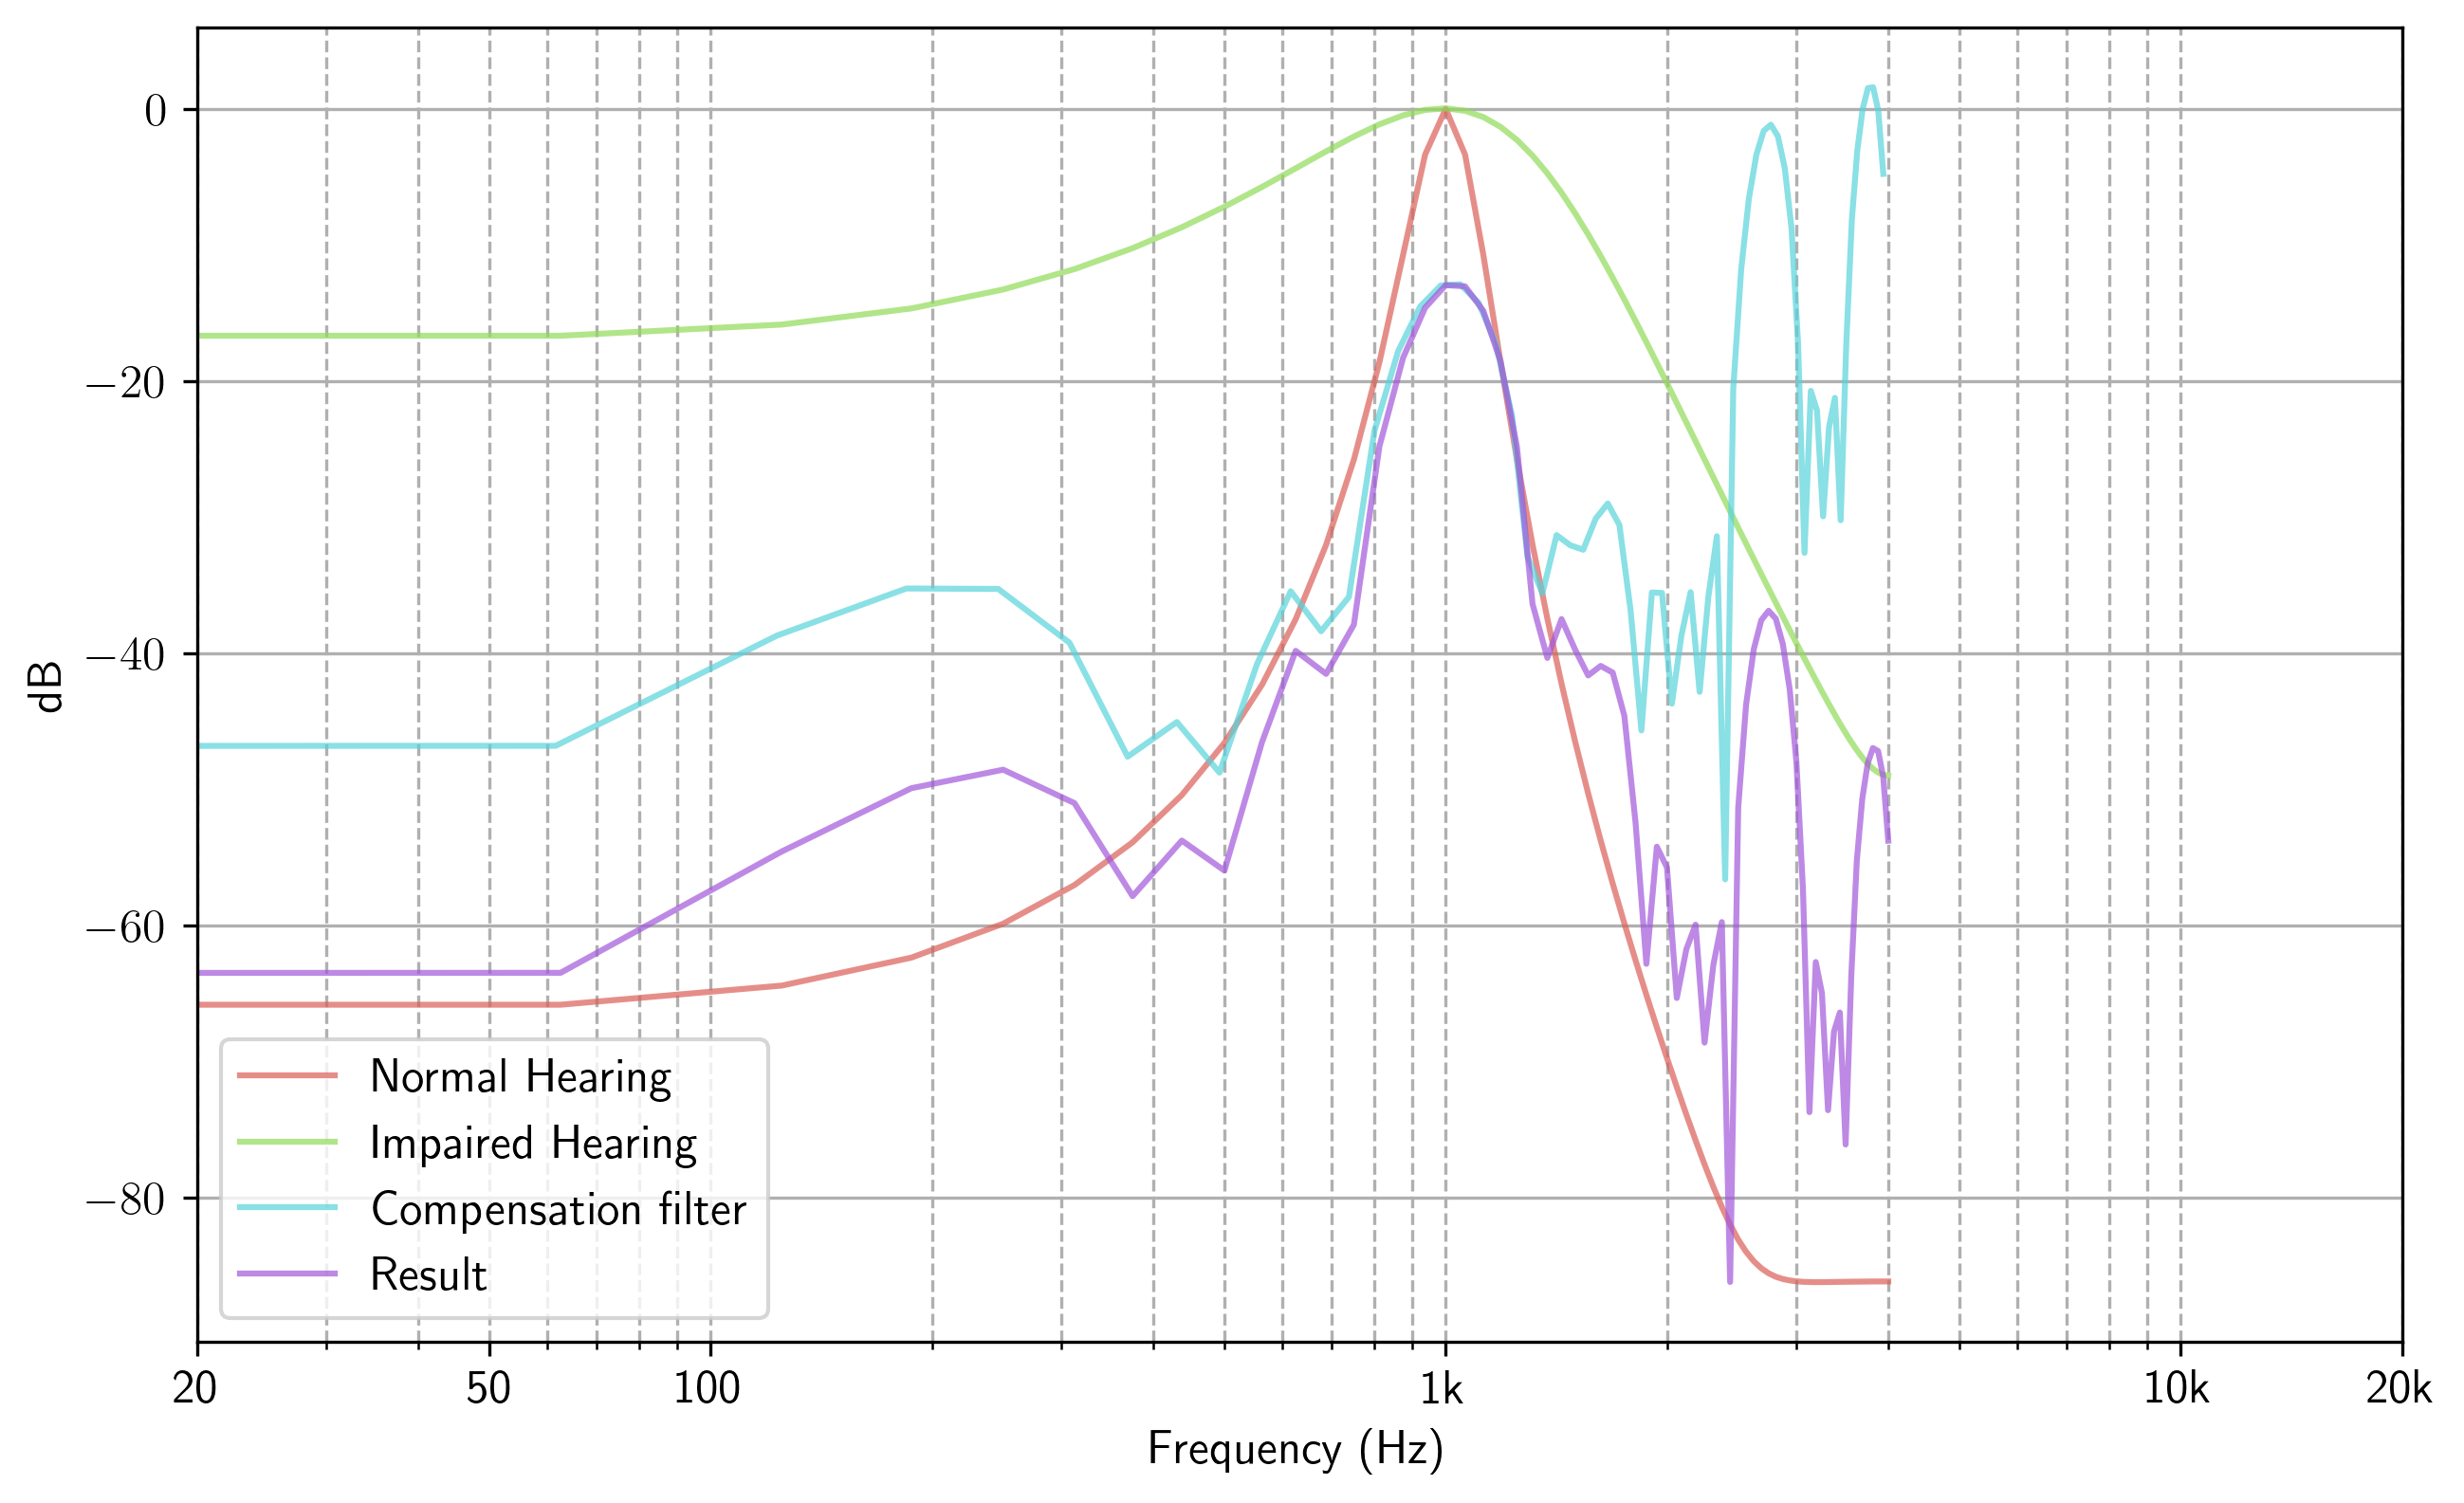 0
−20
−40
−60
−80
dB
Normal Hearing
Impaired Hearing
Compensation filter
Result
20 50 100 1k 10k 20k
Frequency (Hz)